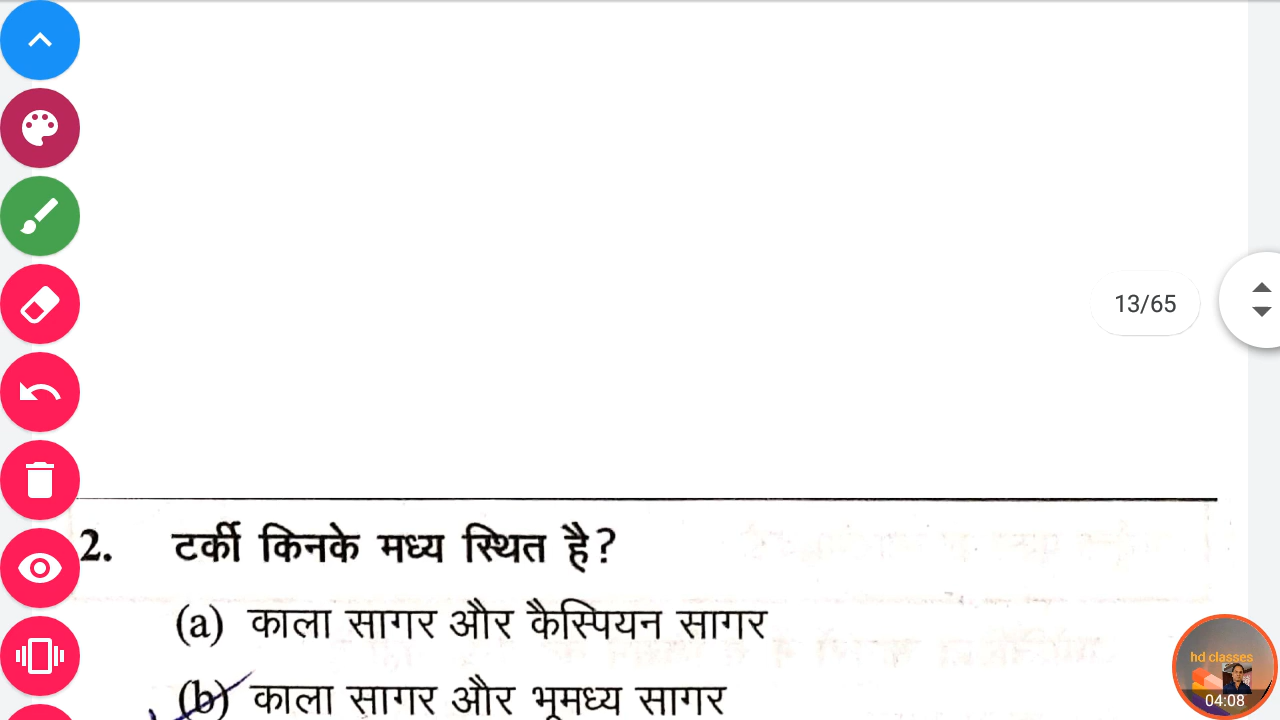 13/65
2. टर्की किनके मध्य स्थित है?
(a) काला सागर और कैस्पियन सागर
(b) काला सागर और भूमध्य सागर
hd classes
04:08